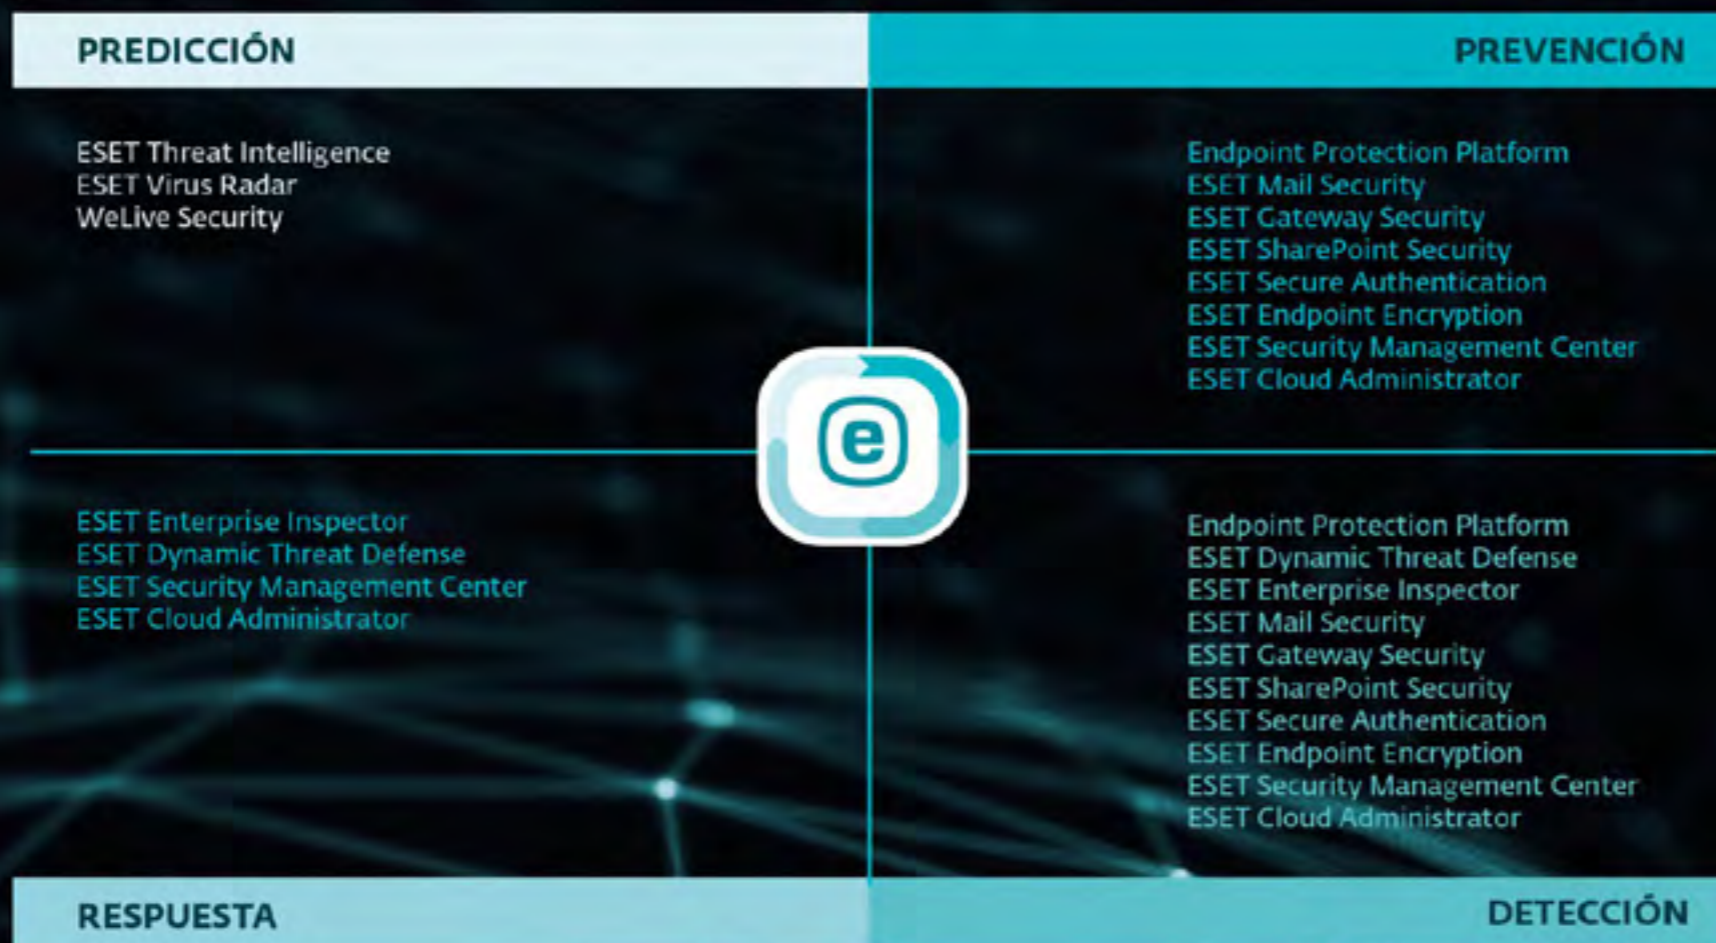 PREDICCIÓN
ESET Threat Intelligence
ESET Virus Radar
WeLive Security
PREVENCIÓN
Endpoint Protection Platform
ESET Mail Security
ESET Gateway Security
ESET SharePoint Security
ESET Secure Authentication
ESET Endpoint Encryption
ESET Security Management Center
ESET Cloud Administrator
e
ESET Enterprise Inspector
ESET Dynamic Threat Defense
ESET Security Management Center
ESET Cloud Administrator
RESPUESTA
Endpoint Protection Platform
ESET Dynamic Threat Defense
ESET Enterprise Inspector
ESET Mail Security
ESET Gateway Security
ESET SharePoint Security
ESET Secure Authentication
ESET Endpoint Encryption
ESET Security Management Center
ESET Cloud Administrator
DETECCIÓN